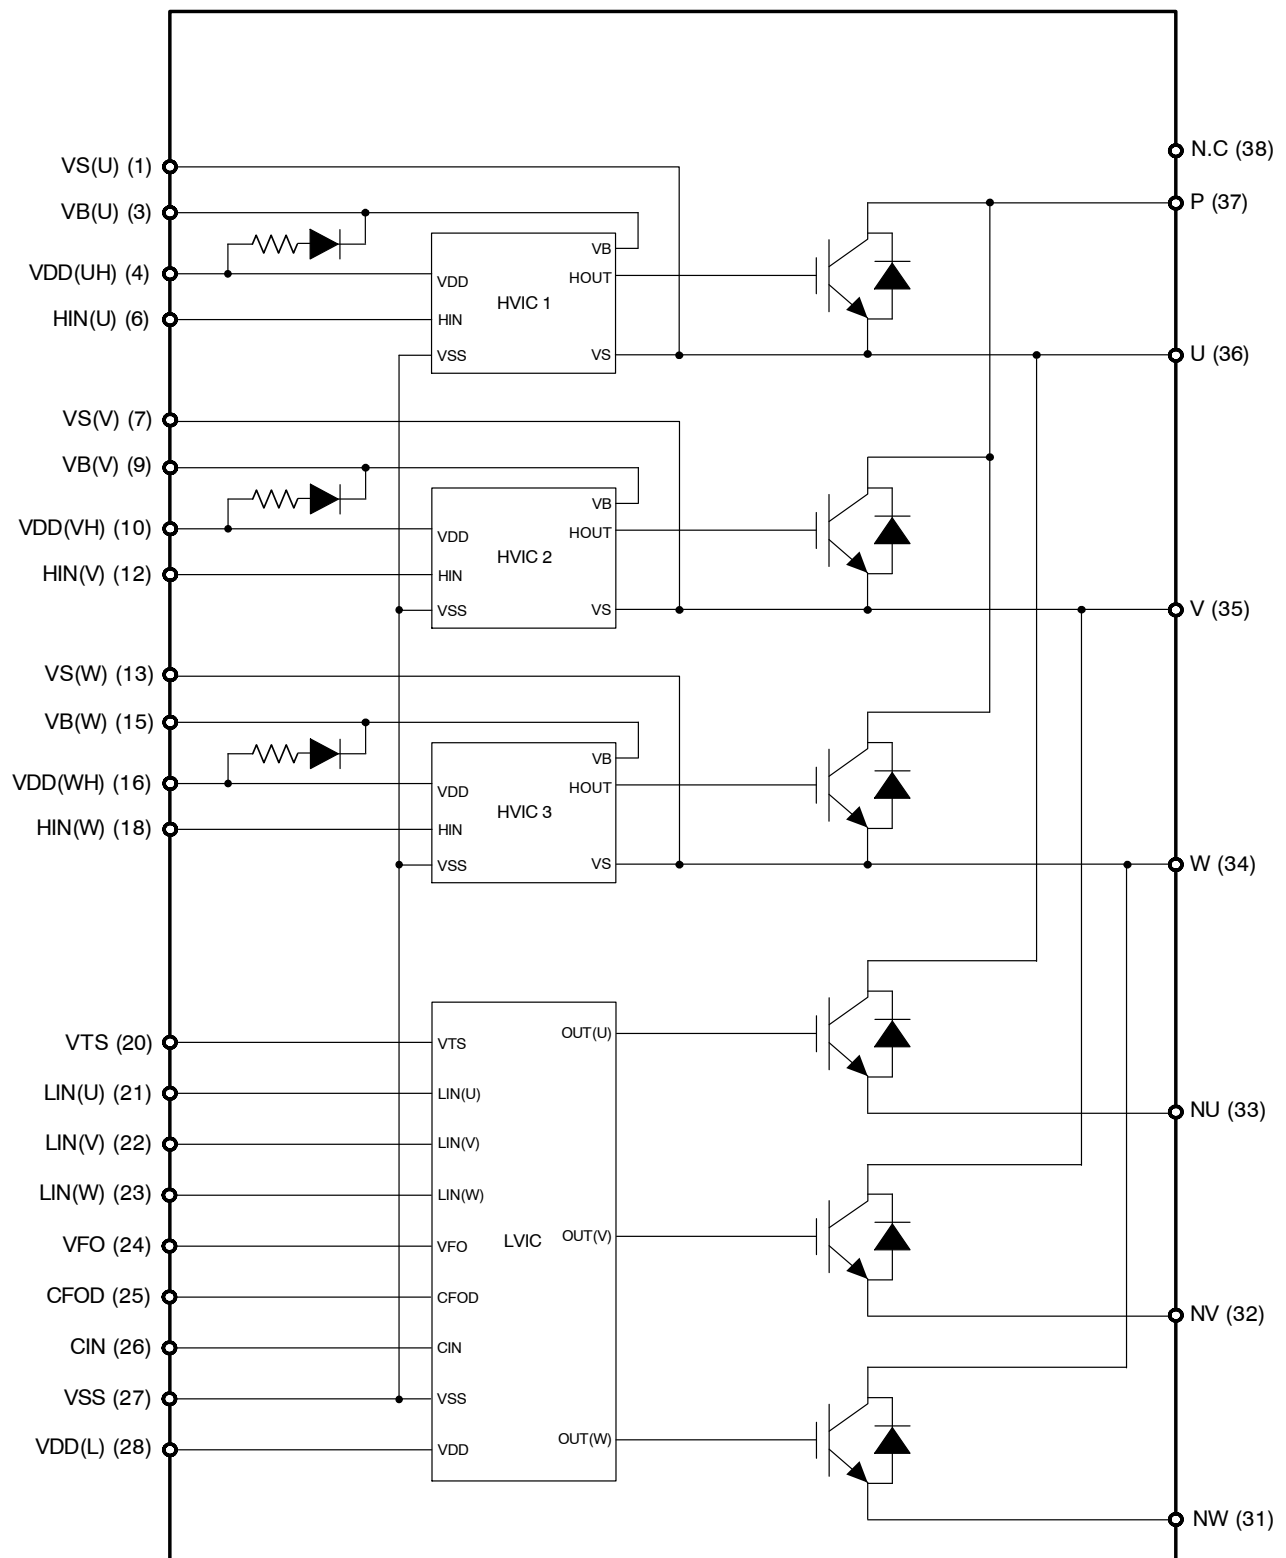 VS(U) (1)
VB(U) (3)
VDD(UH) (4)
HIN(U) (6)
VS(V) (7)
VB(V) (9)
VDD(VH) (10)
HIN(V) (12)
VS(W) (13)
VB(W) (15)
VDD(WH) (16)
HIN(W) (18)
VTS (20)
LIN(U) (21)
LIN(V) (22)
LIN(W) (23)
VFO (24)
CFOD (25)
CIN (26)
VSS (27)
VDD(L) (28)
VB
HOUT
VDD
HVIC 1
HIN
VSS
VS
VB
HOUT
VDD
HVIC 2
HIN
VSS
VS
VB
HOUT
VDD
HVIC 3
HIN
VSS
VS
VTS
LIN(U)
LIN(V)
LIN(W)
VFO
CFOD
CIN
VSS
VDD
LVIC
OUT(U)
OUT(V)
OUT(W)
N.C (38)
P (37)
U (36)
V (35)
W (34)
NU (33)
NV (32)
NW (31)